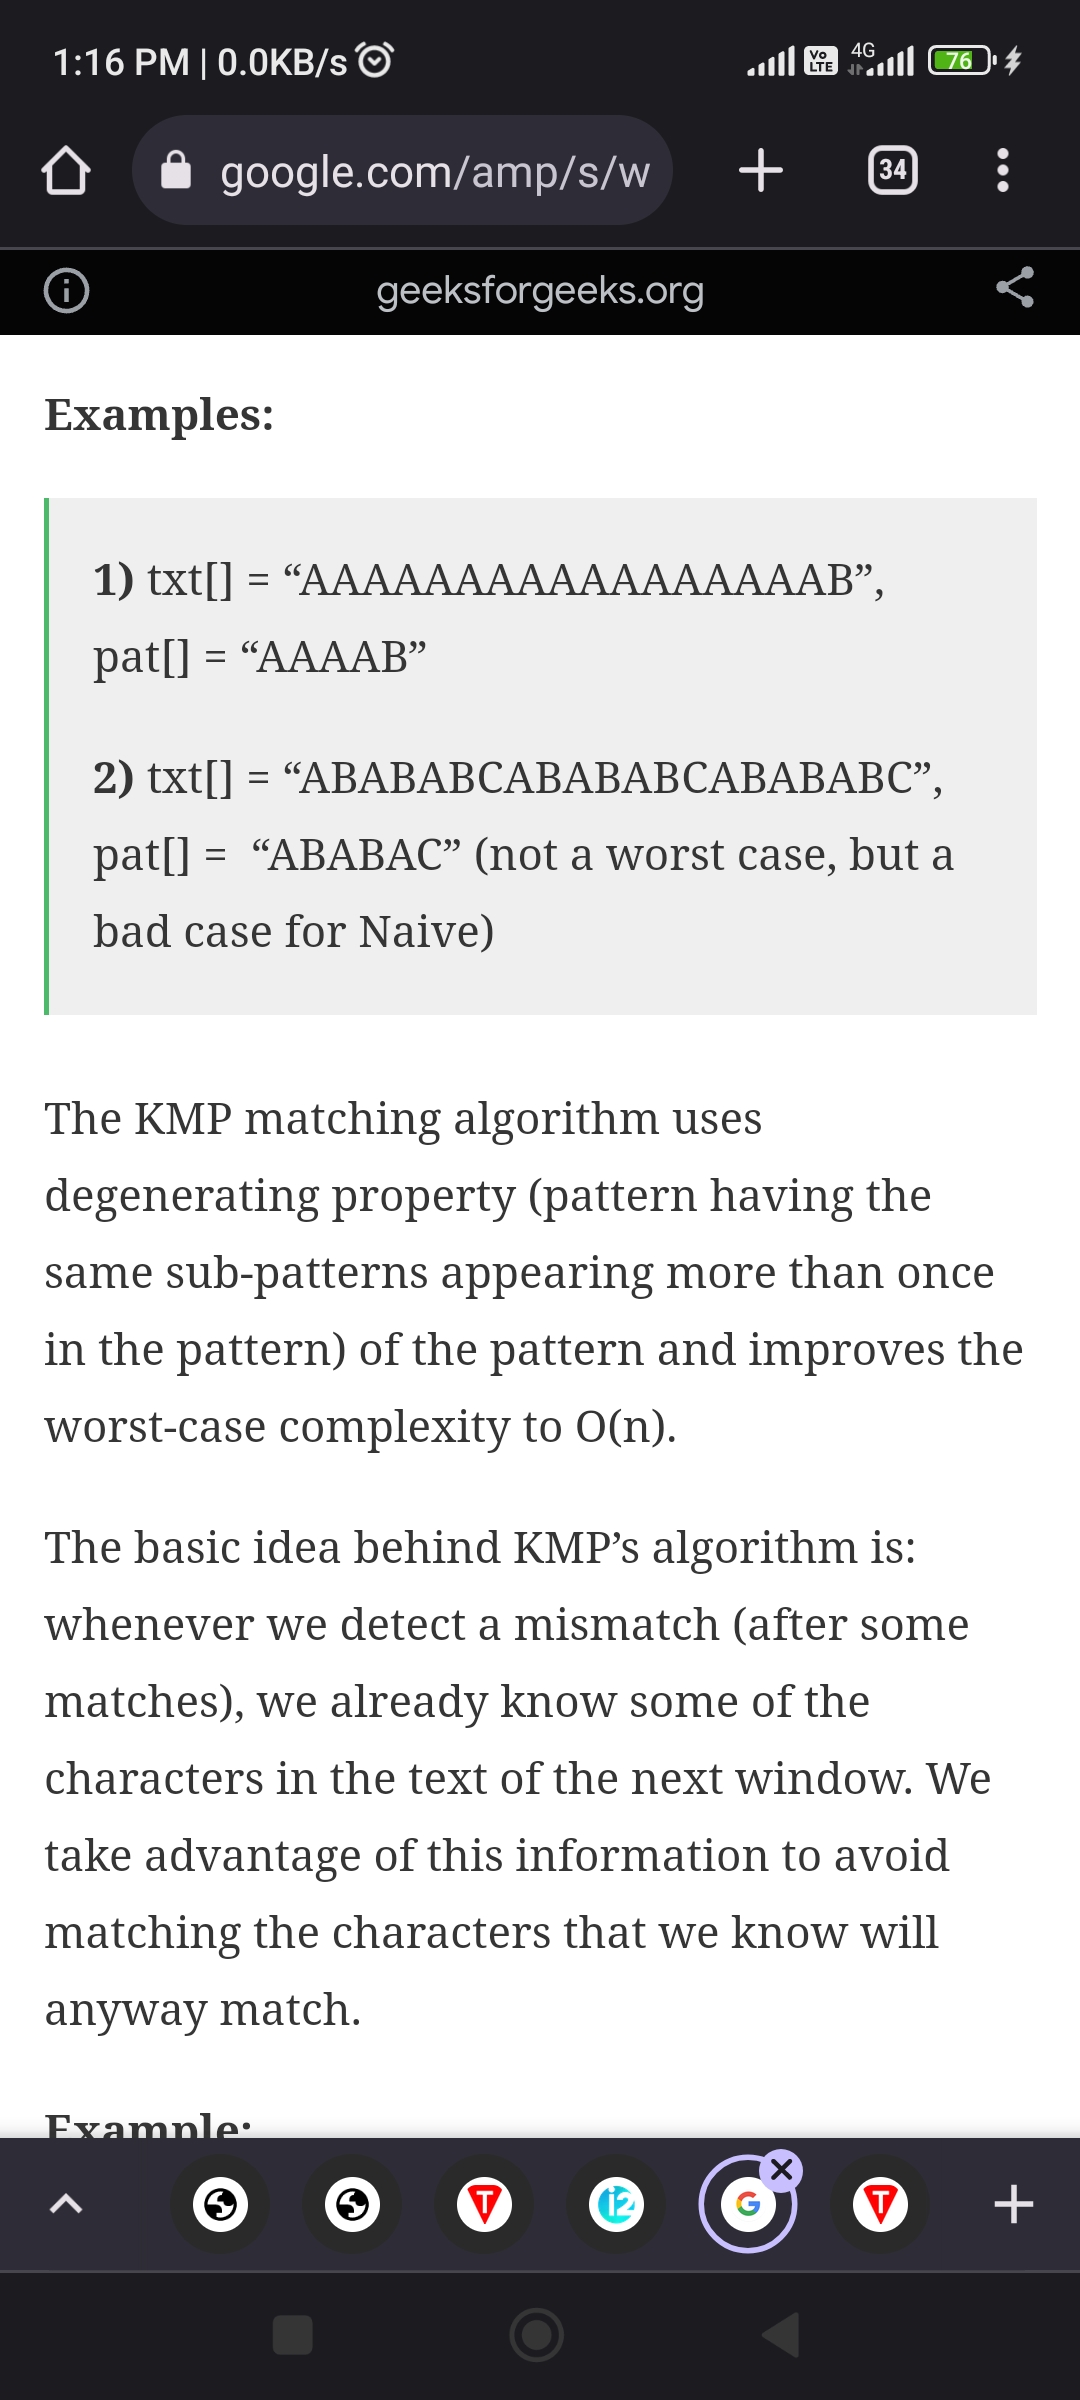 1:16 PM | 0.0KB/s
Vo LTE
4G
76
google.com/amp/s/w
34
geeksforgeeks.org
Examples:
1) txt[] = “AAAAAAAAAAAAAAAAAB”,
pat[] = “AAAAB”
2) txt[] = “ABABABCABABABCABABABC”,
pat[] =  “ABABAC” (not a worst case, but a
bad case for Naive)
The KMP matching algorithm uses
degenerating property (pattern having the
same sub-patterns appearing more than once
in the pattern) of the pattern and improves the
worst-case complexity to O(n).
The basic idea behind KMP’s algorithm is:
whenever we detect a mismatch (after some
matches), we already know some of the
characters in the text of the next window. We
take advantage of this information to avoid
matching the characters that we know will
anyway match.
Example:
T
i2
G
T